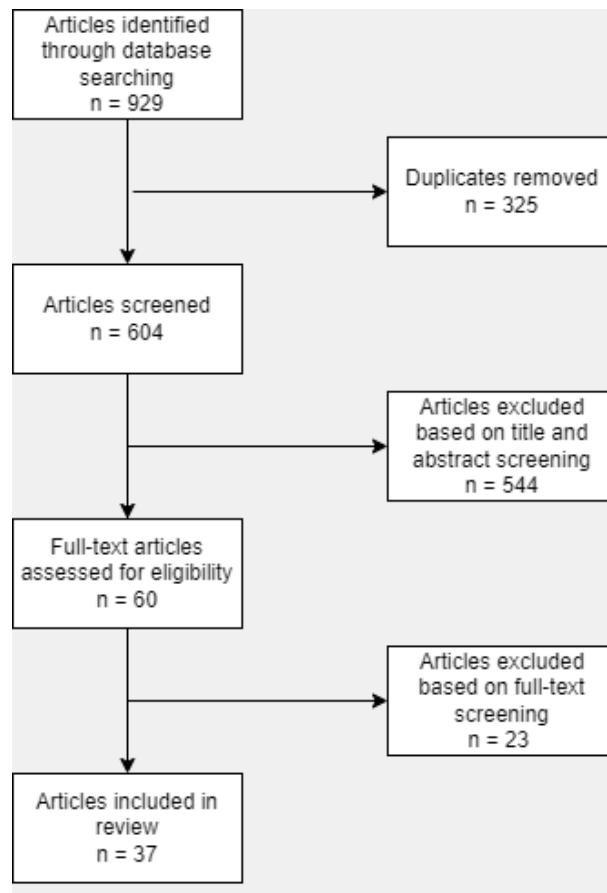 Articles identified
through database
searching
n = 929
Duplicates removed
n = 325
Articles screened
n = 604
Articles excluded
based on title and
abstract screening
n = 544
Full-text articles
assessed for eligibility
n = 60
Articles excluded
based on full-text
screening
n = 23
Articles included in
review
n = 37